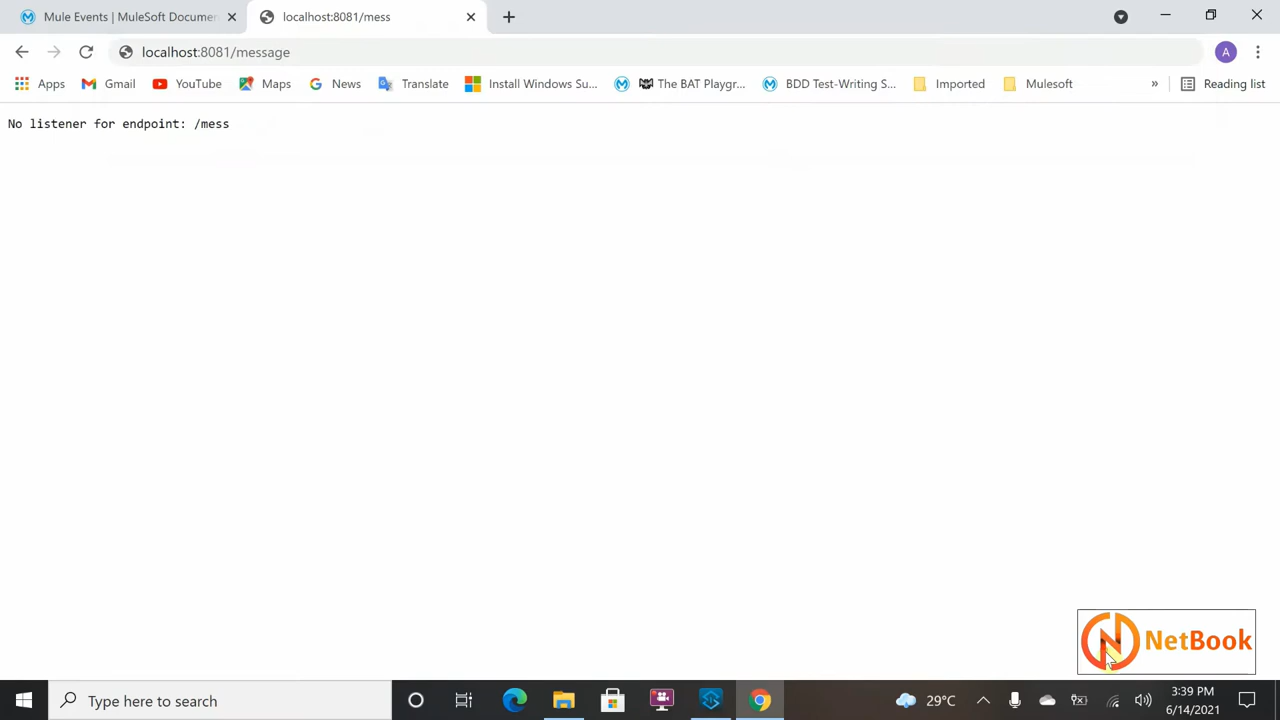 Mule Events | MuleSoft Documen
localhost:8081/mess
localhost:8081/message
Apps
Gmail
YouTube
Maps
News
Translate
Install Windows Su...
The BAT Playgr...
BDD Test-Writing S...
Imported
Mulesoft
»
Reading list
A
No listener for endpoint: /mess
NetBook
Type here to search
29°C
3:39 PM
6/14/2021